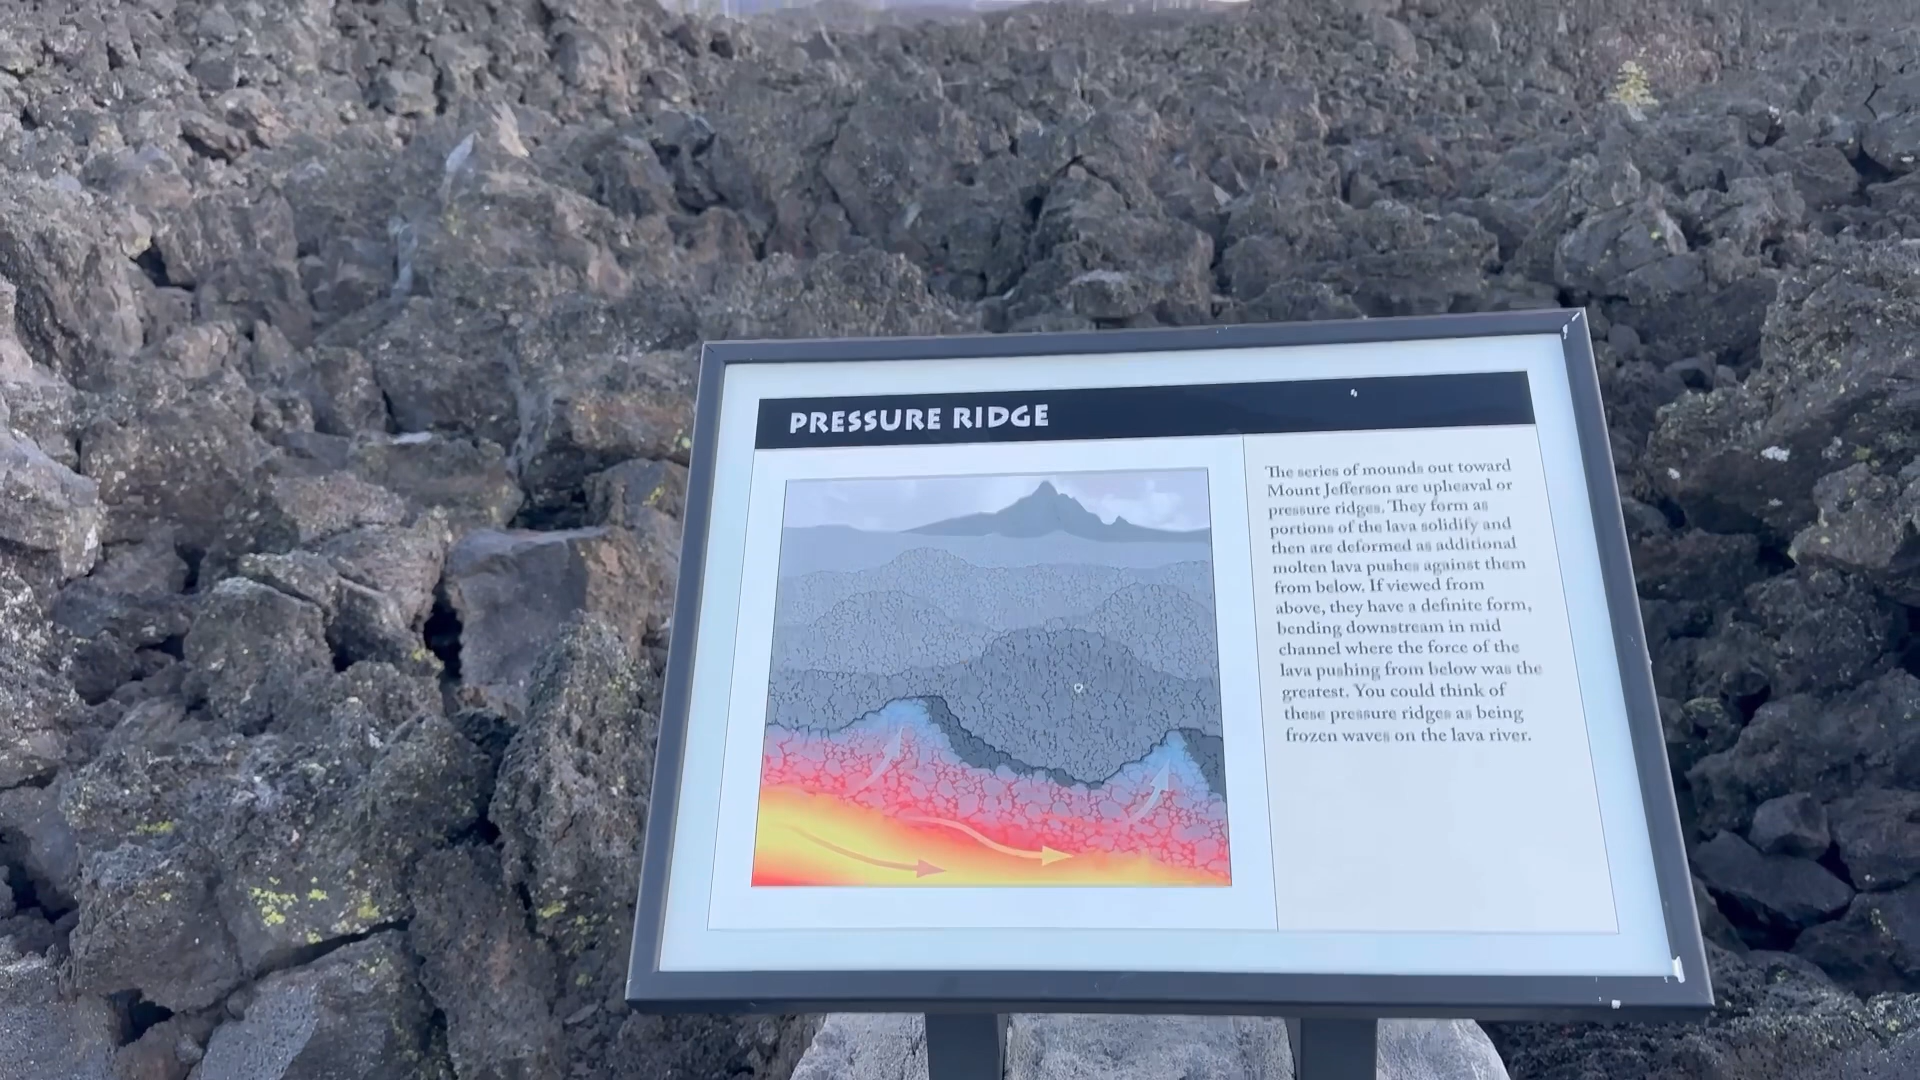 PRESSURE RIDGE
The series of mounds out toward
Mount Jefferson are upheaval or
pressure ridges. They form as
portions of the lava solidify and
then are deformed as additional
molten lava pushes against them
from below. If viewed from
above, they have a definite form,
bending downstream in mid
channel where the force of the
lava pushing from below was the
greatest. You could think of
these pressure ridges as being
frozen waves on the lava river.